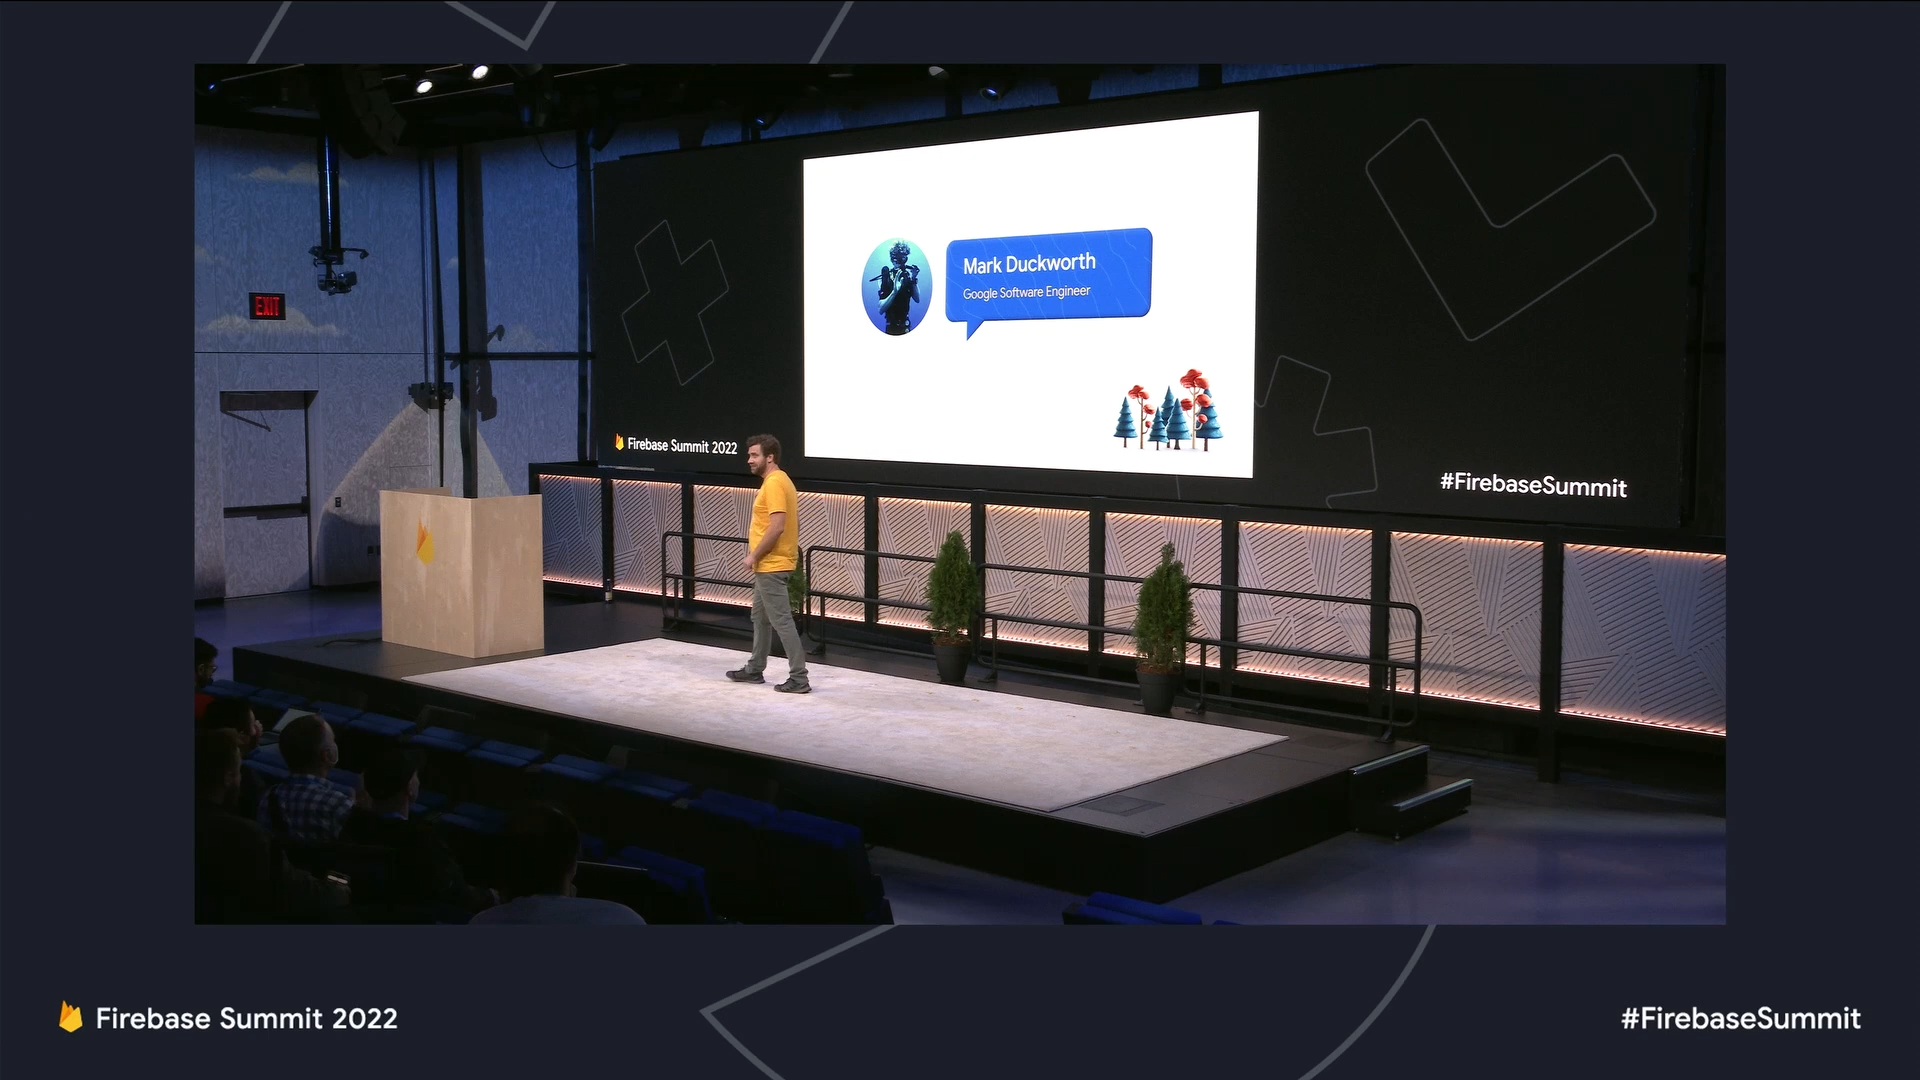 EXIT
Mark Duckworth
Google Software Engineer
Firebase Summit 2022
#FirebaseSummit
Firebase Summit 2022
#FirebaseSummit